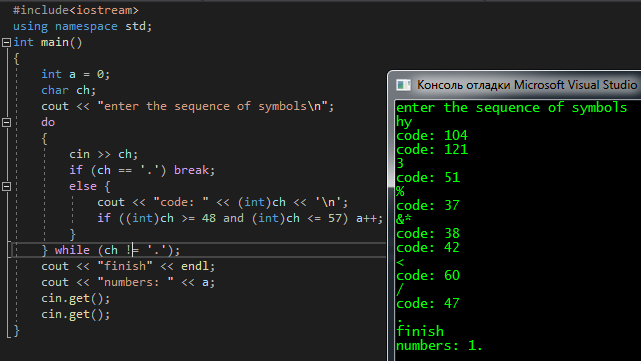 #include<iostream>
using namespace std;
int main()
{
int a = 0;
char ch;
cout << "enter the sequence of symbols\n";
do
{
cin >> ch;
if (ch == '.') break;
else {
cout << "code: " << (int)ch << '\n';
if ((int)ch >= 48 and (int)ch <= 57) a++;
}
} while (ch != '.');
cout << "finish" << endl;
cout << "numbers: " << a;
cin.get();
cin.get();
}
Консоль отладки Microsoft Visual Studio
enter the sequence of symbols
hy
code: 104
code: 121
3
code: 51
%
code: 37
&*
code: 38
code: 42
<
code: 60
/
code: 47
.
finish
numbers: 1.